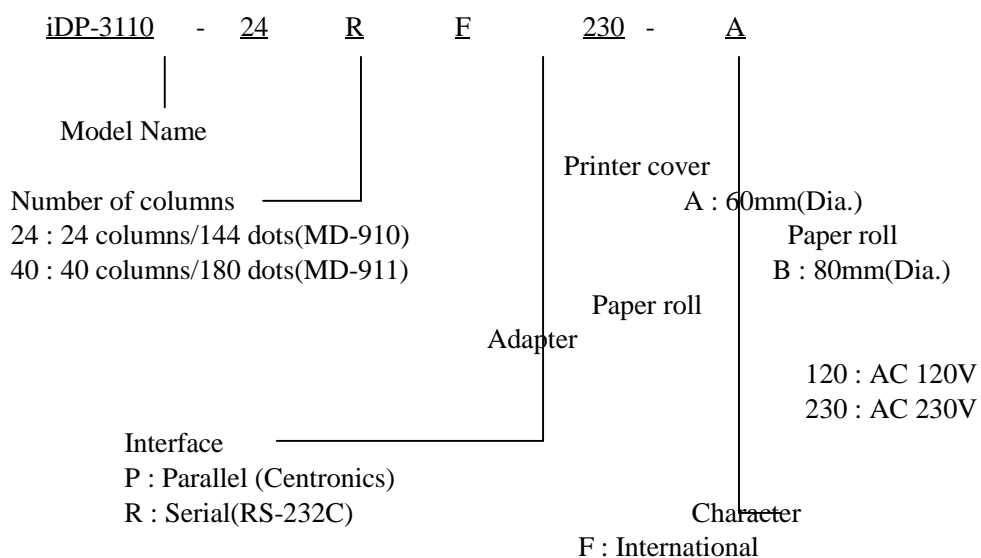 iDP-3110 - 24 R F 230 - A
Model Name
Printer cover
Number of columns
A : 60mm(Dia.)
24 : 24 columns/144 dots(MD-910)
Paper roll
40 : 40 columns/180 dots(MD-911)
B : 80mm(Dia.)
Paper roll
Adapter
120 : AC 120V
230 : AC 230V
Interface
P : Parallel (Centronics)
R : Serial(RS-232C)
Character
F : International